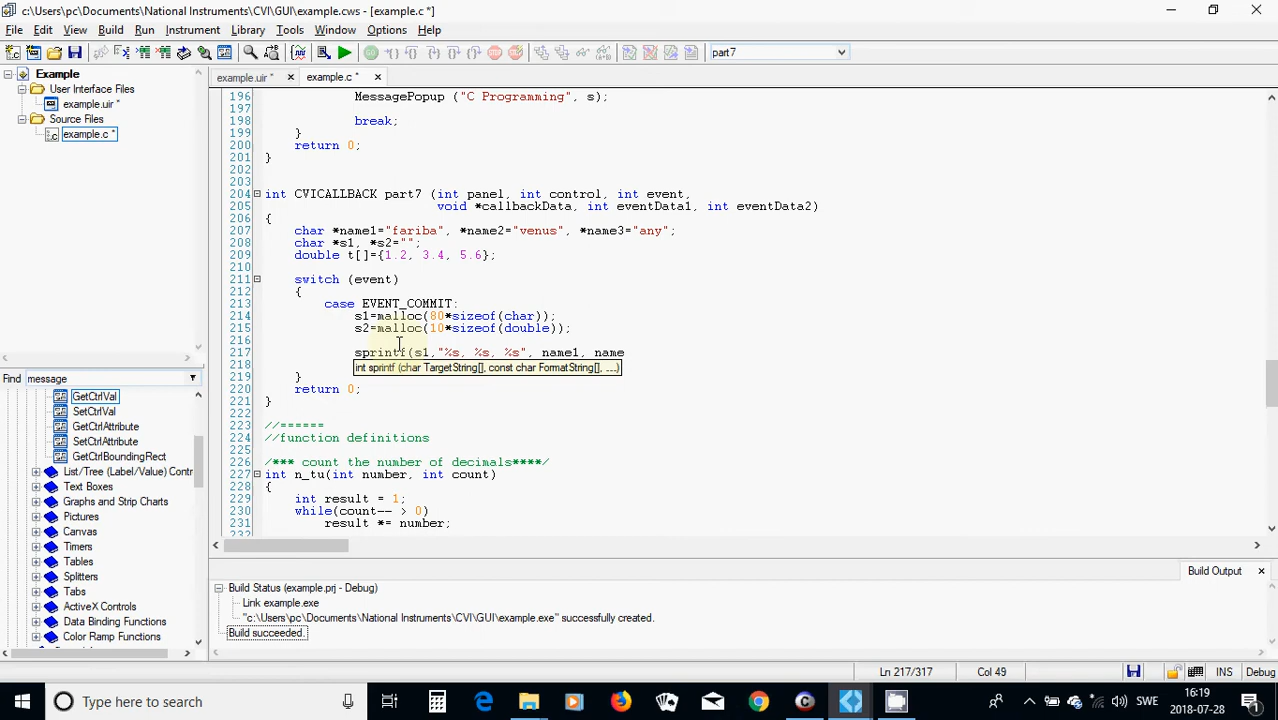 c:\Users\pc\Documents\National Instruments\CVI\GUI\example.cws - [example.c *]
File Edit View Build Run Instrument Library Tools Window Options Help
part7
Example
User Interface Files
example.uir *
Source Files
example.c *
example.uir * example.c *
196 MessagePopup ("C Programming", s);
197
198 break;
199 }
200 return 0;
201 }
202
203
204 int CVICALLBACK part7 (int panel, int control, int event,
205 void *callbackData, int eventData1, int eventData2)
206 {
207 char *name1="fariba", *name2="venus", *name3="any";
208 char *s1, *s2="";
209 double t[]={1.2, 3.4, 5.6};
210
211 switch (event)
212 {
213 case EVENT_COMMIT:
214 s1=malloc(80*sizeof(char));
215 s2=malloc(10*sizeof(double));
216
217 sprintf(s1,"%s, %s, %s", name1, name
218 int sprintf (char TargetString[], const char FormatString[], ...)
219 }
220 return 0;
221 }
222
223 //======
224 //function definitions
225
226 /*** count the number of decimals****/
227 int n_tu(int number, int count)
228 {
229 int result = 1;
230 while(count-- > 0)
231 result *= number;
232
Find message
GetCtrlVal
SetCtrlVal
GetCtrlAttribute
SetCtrlAttribute
GetCtrlBoundingRect
List/Tree (Label/Value) Contr
Text Boxes
Graphs and Strip Charts
Pictures
Canvas
Timers
Tables
Splitters
Tabs
ActiveX Controls
Data Binding Functions
Color Ramp Functions
Build Output
Build Status (example.prj - Debug)
Link example.exe
"c:\Users\pc\Documents\National Instruments\CVI\GUI\example.exe" successfully created.
Build succeeded.
Ln 217/317 Col 49 INS Debug
Type here to search
SWE
16:19
2018-07-28
1